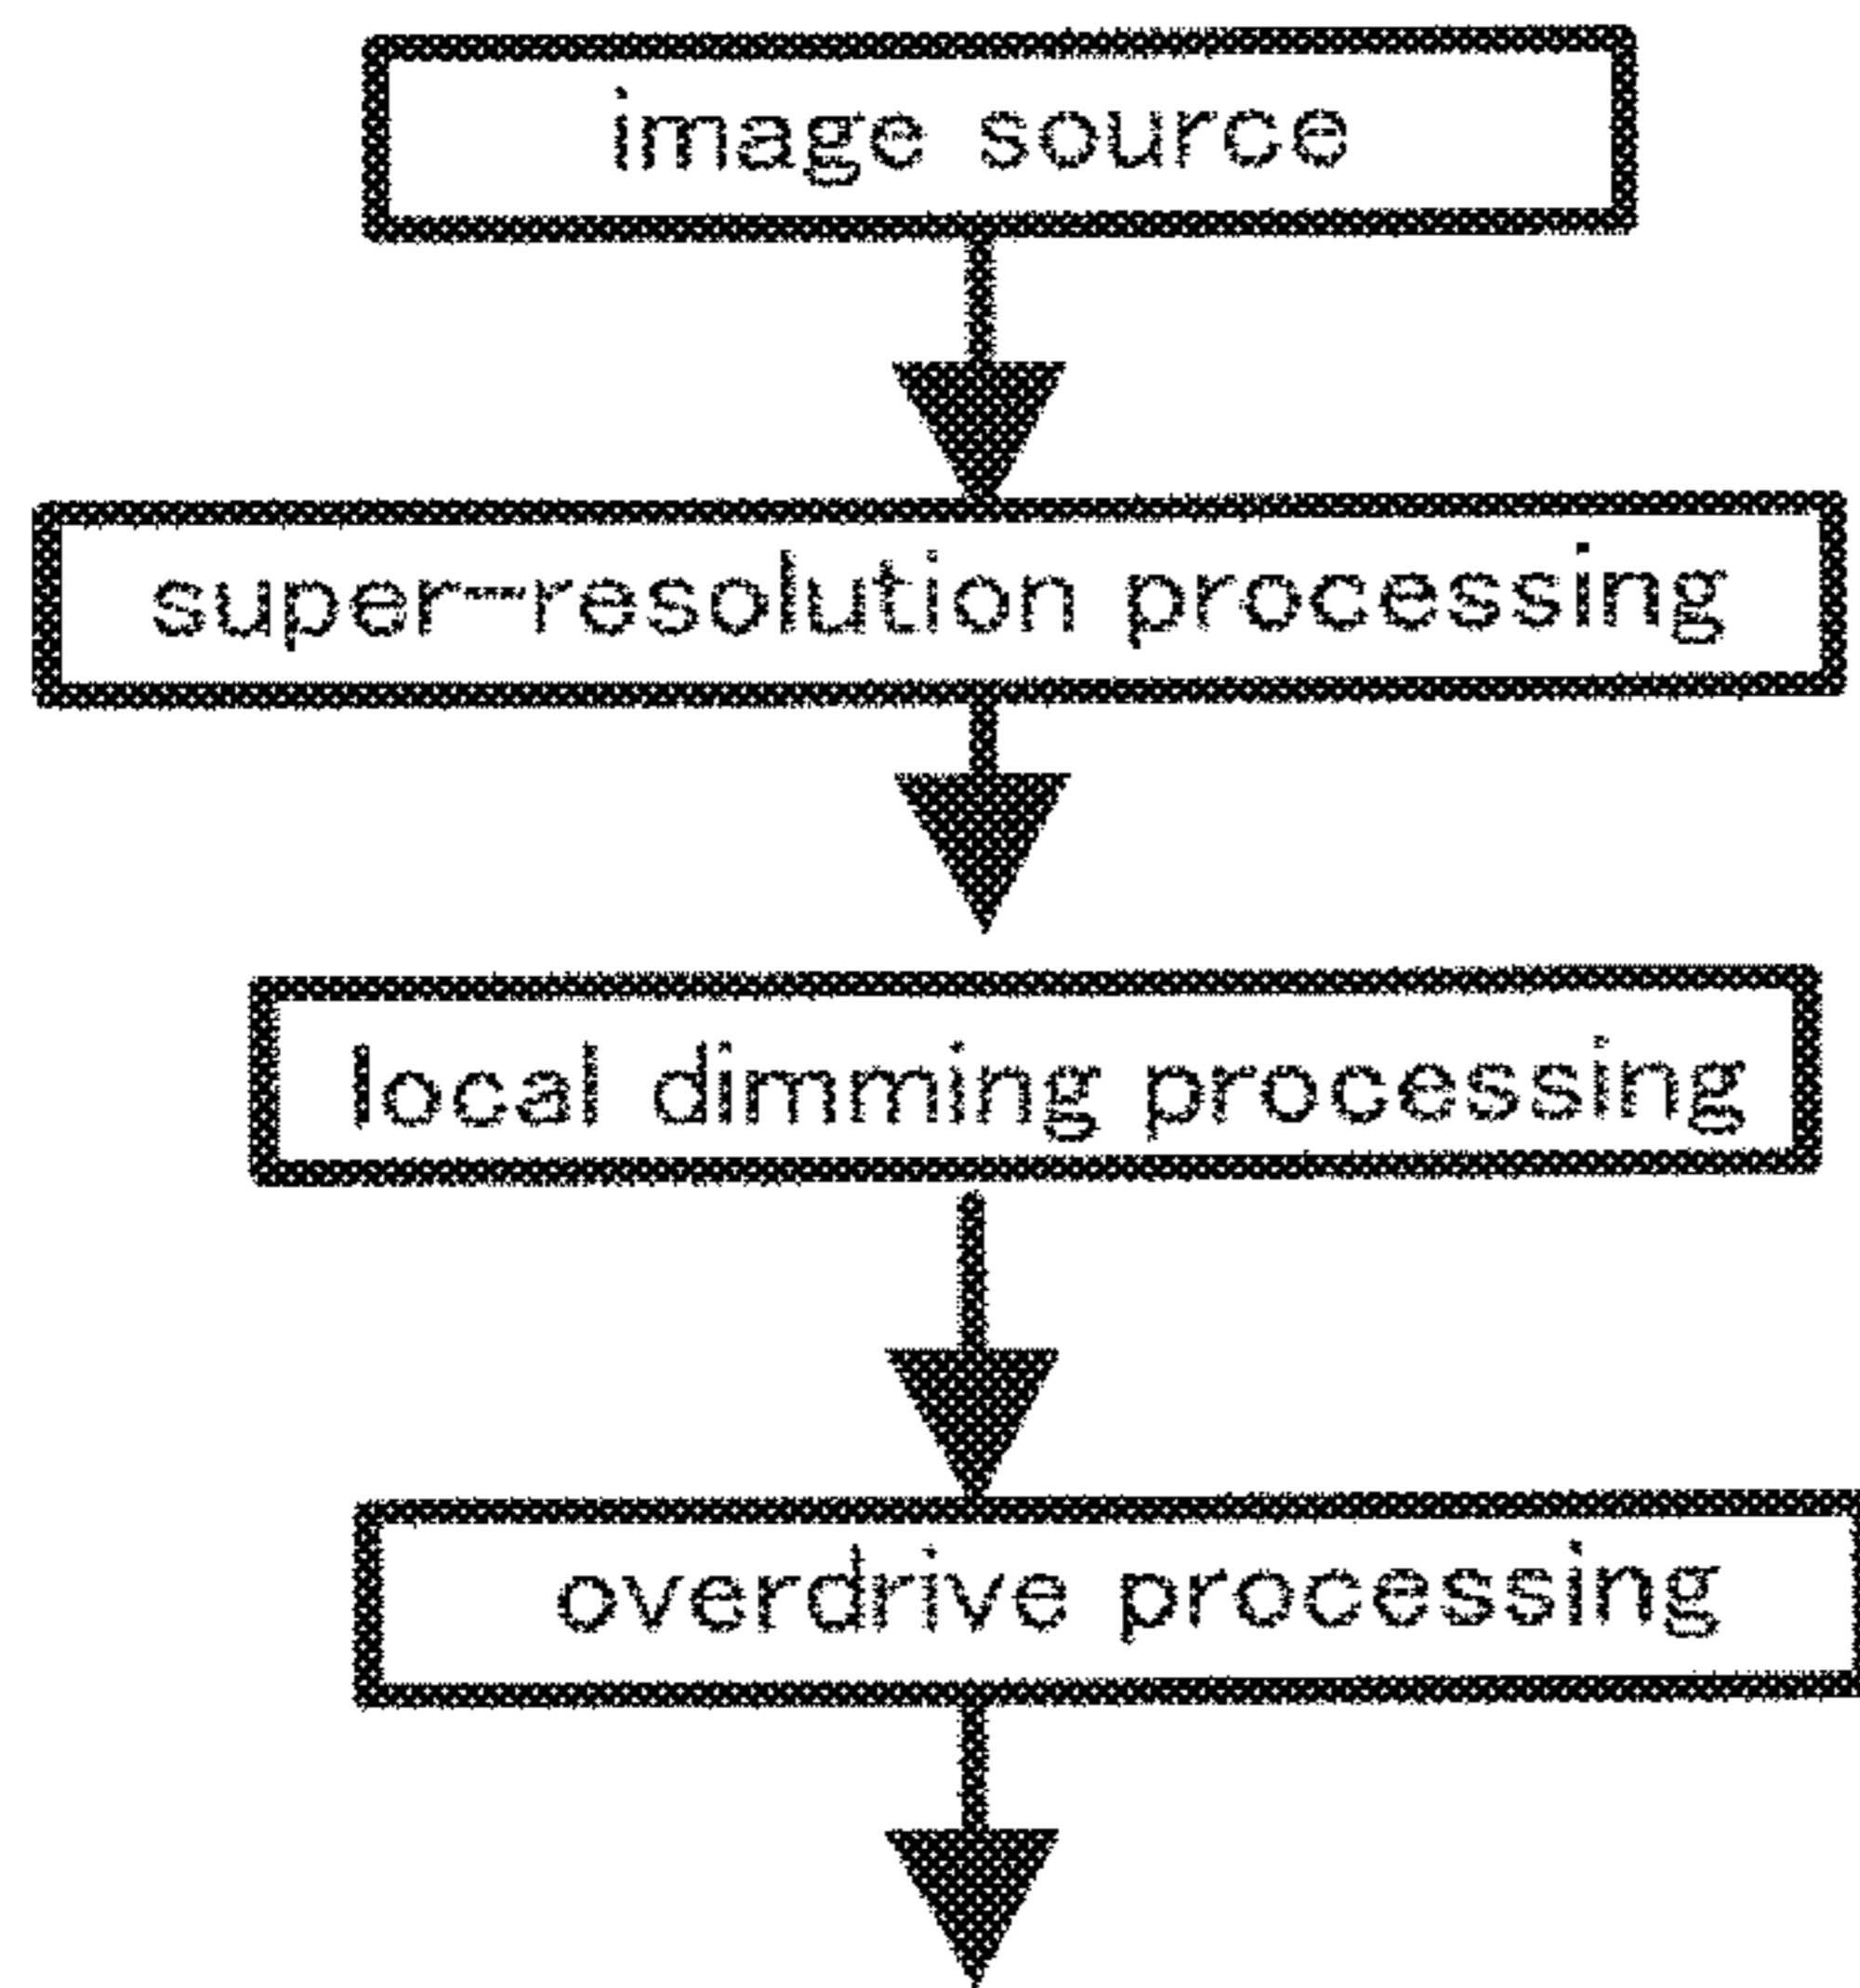 image source
super-resolution processing
local dimming processing
overdrive processing